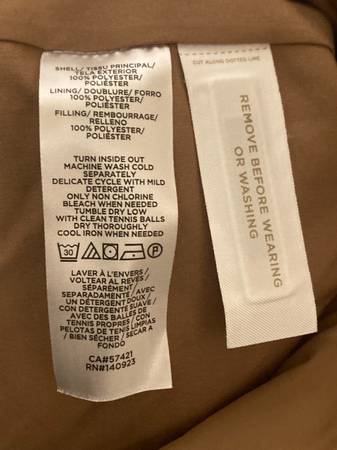 SHELL/TISSU PRINCIPAL/
TELA EXTERIOR
100% POLYESTER/
POLIÉSTER
LINING/DOUBLURE/FORRO
100% POLYESTER/
POLIÉSTER
FILLING/REMBOURRAGE/
RELLENO
100% POLYESTER/
POLIÉSTER
TURN INSIDE OUT
MACHINE WASH COLD
SEPARATELY
DELICATE CYCLE WITH MILD
DETERGENT
ONLY NON CHLORINE
BLEACH WHEN NEEDED
TUMBLE DRY LOW
WITH CLEAN TENNIS BALLS
DRY THOROUGHLY
COOL IRON WHEN NEEDED
30
LAVER À L'ENVERS/
VOLTEAR AL REVÉS/
SÉPARÉMENT/
SEPARADAMENTE/AVEC
UN DÉTERGENT DOUX/
CON DETERGENTE SUAVE/
AVEC DES BALLES DE
TENNIS PROPRES/CON
PELOTAS DE TENIS LIMPIAS
/BIEN SÉCHER/SECAR A
FONDO
CA#57421
RN#140923
CUT ALONG DOTTED LINE
REMOVE BEFORE WEARING
OR WASHING